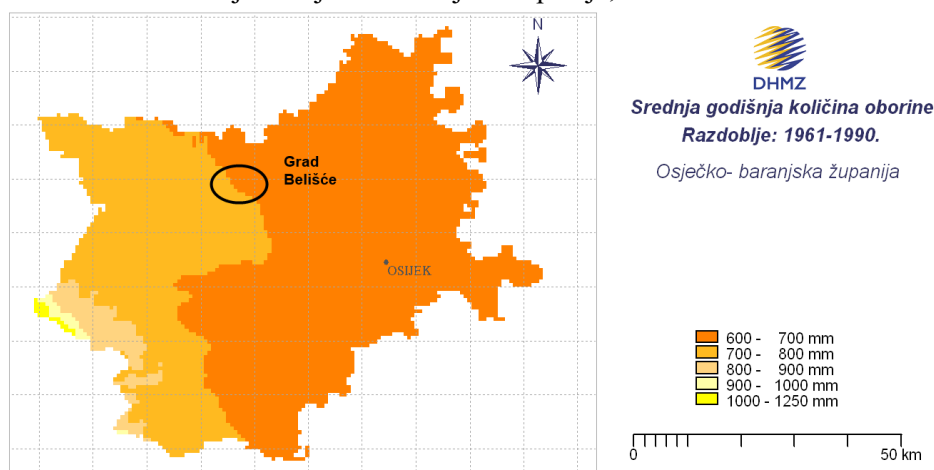 N
Grad
Belišće
OSIJEK
DHMZ
Srednja godišnja količina oborine
Razdoblje: 1961-1990.
Osječko- baranjska županija
600 - 700 mm
700 - 800 mm
800 - 900 mm
900 - 1000 mm
1000 - 1250 mm
0 50 km